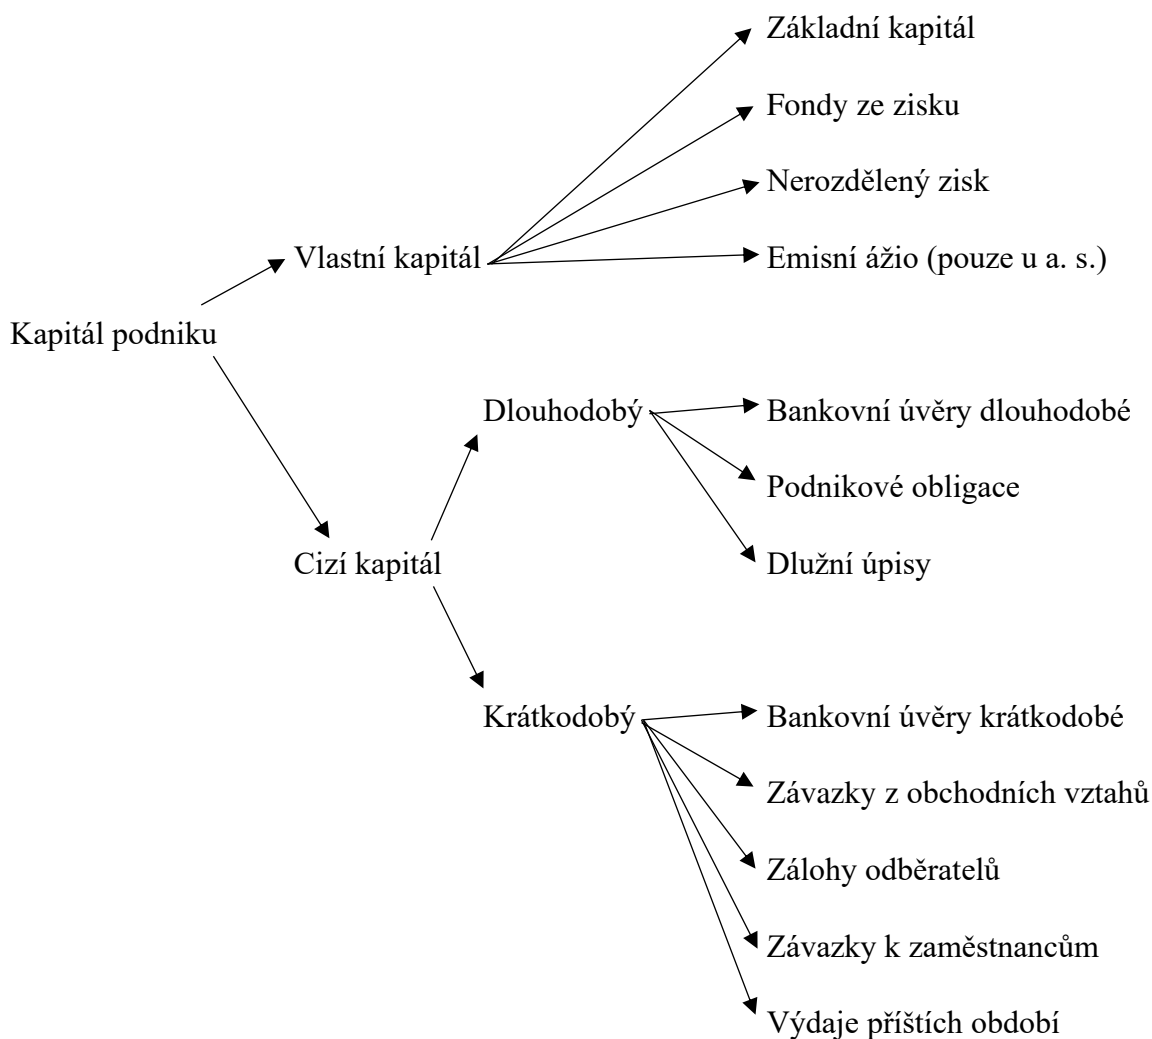 Základní kapitál
Fondy ze zisku
Nerozdělený zisk
Vlastní kapitál
Emisní ážio (pouze u a. s.)
Kapitál podniku
Dlouhodobý
Bankovní úvěry dlouhodobé
Podnikové obligace
Cizí kapitál
Dlužní úpisy
Krátkodobý
Bankovní úvěry krátkodobé
Závazky z obchodních vztahů
Zálohy odběratelů
Závazky k zaměstnancům
Výdaje příštích období